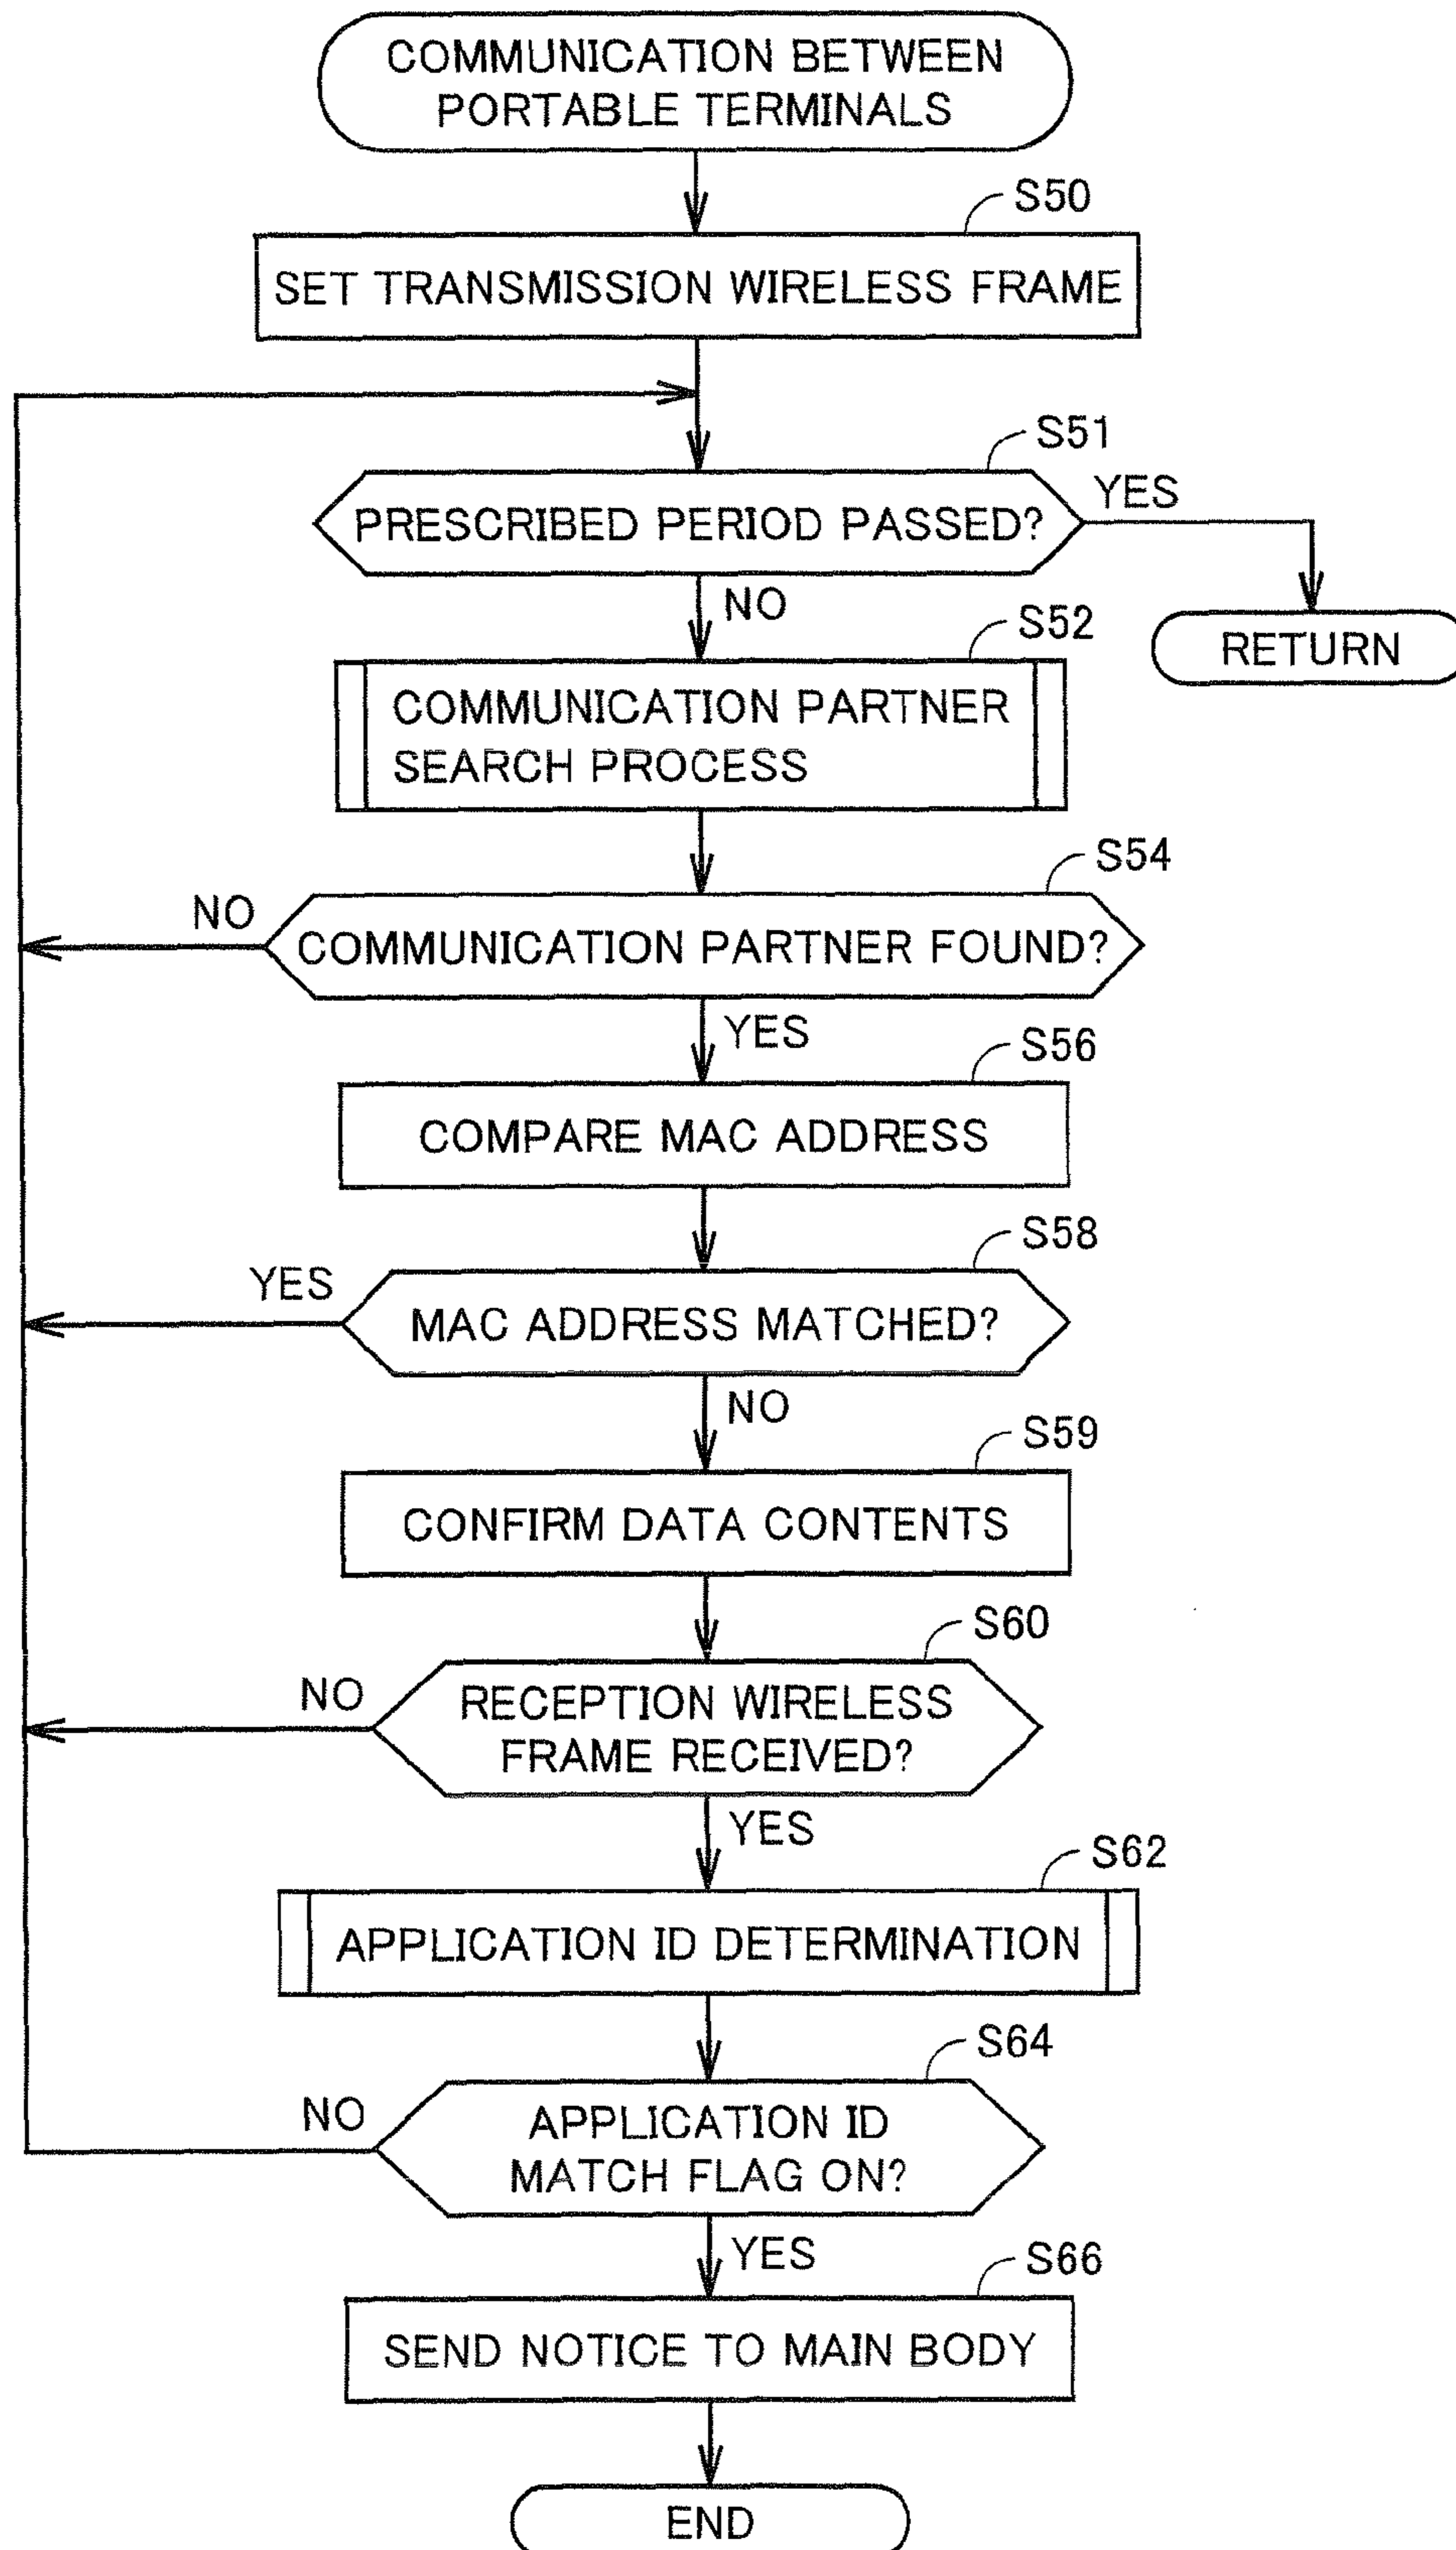 COMMUNICATION BETWEEN
PORTABLE TERMINALS
S50
SET TRANSMISSION WIRELESS FRAME
S51
PRESCRIBED PERIOD PASSED?
YES
NO
RETURN
S52
COMMUNICATION PARTNER
SEARCH PROCESS
S54
NO
COMMUNICATION PARTNER FOUND?
YES
S56
COMPARE MAC ADDRESS
S58
YES
MAC ADDRESS MATCHED?
NO
S59
CONFIRM DATA CONTENTS
S60
NO
RECEPTION WIRELESS
FRAME RECEIVED?
YES
S62
APPLICATION ID DETERMINATION
S64
NO
APPLICATION ID
MATCH FLAG ON?
YES
S66
SEND NOTICE TO MAIN BODY
END